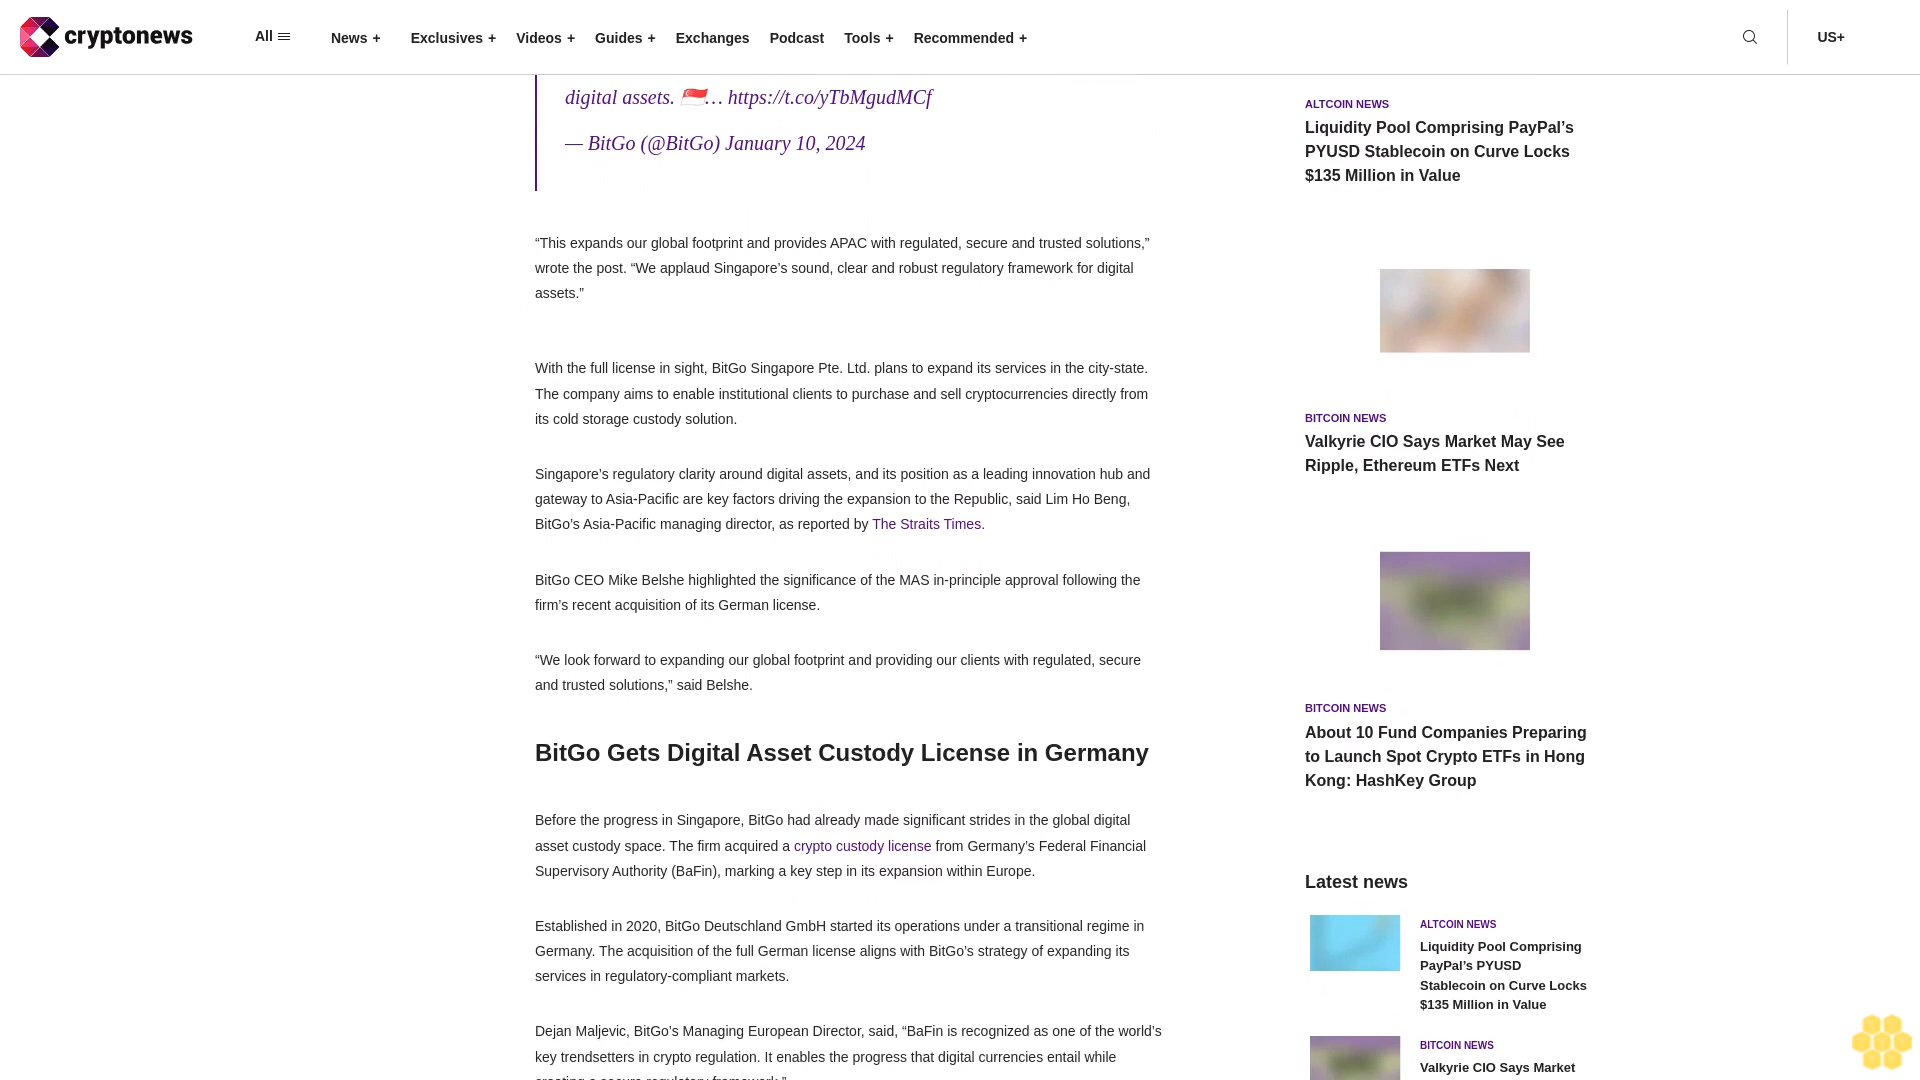 cryptonews
All
News +
Exclusives +
Videos +
Guides +
Exchanges
Podcast
Tools +
Recommended +
US+
digital assets. 🇸🇬… https://t.co/yTbMgudMCf
— BitGo (@BitGo) January 10, 2024
“This expands our global footprint and provides APAC with regulated, secure and trusted solutions,”
wrote the post. “We applaud Singapore’s sound, clear and robust regulatory framework for digital
assets.”
With the full license in sight, BitGo Singapore Pte. Ltd. plans to expand its services in the city-state.
The company aims to enable institutional clients to purchase and sell cryptocurrencies directly from
its cold storage custody solution.
Singapore’s regulatory clarity around digital assets, and its position as a leading innovation hub and
gateway to Asia-Pacific are key factors driving the expansion to the Republic, said Lim Ho Beng,
BitGo’s Asia-Pacific managing director, as reported by The Straits Times.
BitGo CEO Mike Belshe highlighted the significance of the MAS in-principle approval following the
firm’s recent acquisition of its German license.
“We look forward to expanding our global footprint and providing our clients with regulated, secure
and trusted solutions,” said Belshe.
BitGo Gets Digital Asset Custody License in Germany
Before the progress in Singapore, BitGo had already made significant strides in the global digital
asset custody space. The firm acquired a crypto custody license from Germany’s Federal Financial
Supervisory Authority (BaFin), marking a key step in its expansion within Europe.
Established in 2020, BitGo Deutschland GmbH started its operations under a transitional regime in
Germany. The acquisition of the full German license aligns with BitGo’s strategy of expanding its
services in regulatory-compliant markets.
Dejan Maljevic, BitGo’s Managing European Director, said, “BaFin is recognized as one of the world’s
key trendsetters in crypto regulation. It enables the progress that digital currencies entail while
creating a secure regulatory framework.”
ALTCOIN NEWS
Liquidity Pool Comprising PayPal’s
PYUSD Stablecoin on Curve Locks
$135 Million in Value
BITCOIN NEWS
Valkyrie CIO Says Market May See
Ripple, Ethereum ETFs Next
BITCOIN NEWS
About 10 Fund Companies Preparing
to Launch Spot Crypto ETFs in Hong
Kong: HashKey Group
Latest news
ALTCOIN NEWS
Liquidity Pool Comprising
PayPal’s PYUSD
Stablecoin on Curve Locks
$135 Million in Value
BITCOIN NEWS
Valkyrie CIO Says Market